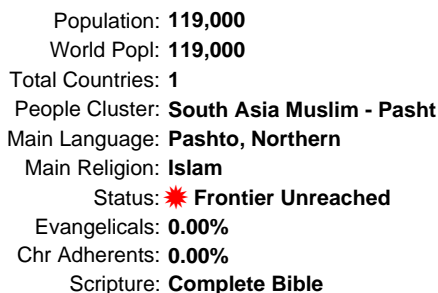 Population: 119,000
World Popl: 119,000
Total Countries: 1
People Cluster: South Asia Muslim - Pasht
Main Language: Pashto, Northern
Main Religion: Islam
Status: Frontier Unreached
Evangelicals: 0.00%
Chr Adherents: 0.00%
Scripture: Complete Bible